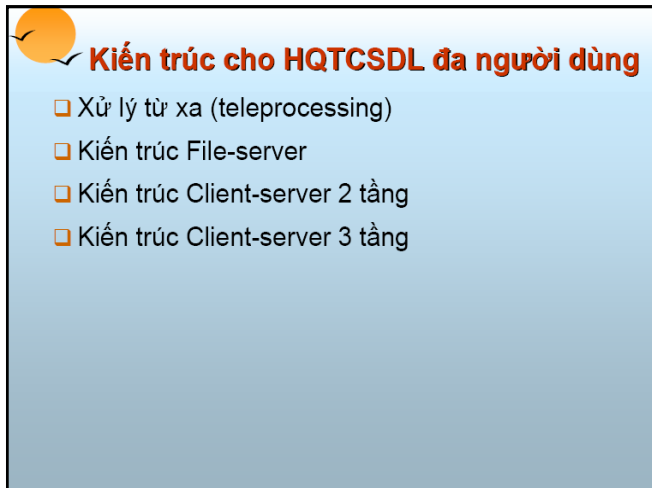 Kiến trúc cho HQTCSDL đa người dùng
Xử lý từ xa (teleprocessing)
Kiến trúc File-server
Kiến trúc Client-server 2 tầng
Kiến trúc Client-server 3 tầng